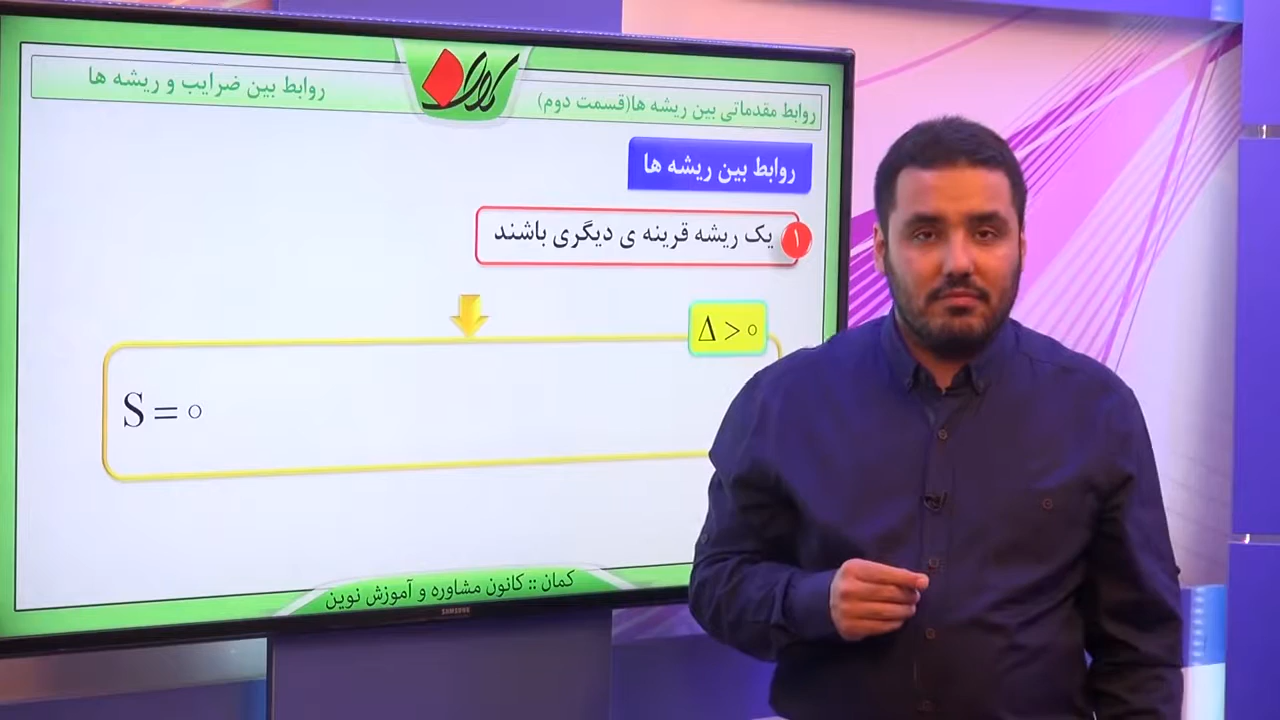 روابط بین ضرایب و ریشه ها
روابط مقدماتی بین ریشه ها(قسمت دوم)
کمان
روابط بین ریشه ها
۱ یک ریشه قرینه ی دیگری باشند
Δ > ۰
S = ۰
کمان :: کانون مشاوره و آموزش نوین
SAMSUNG